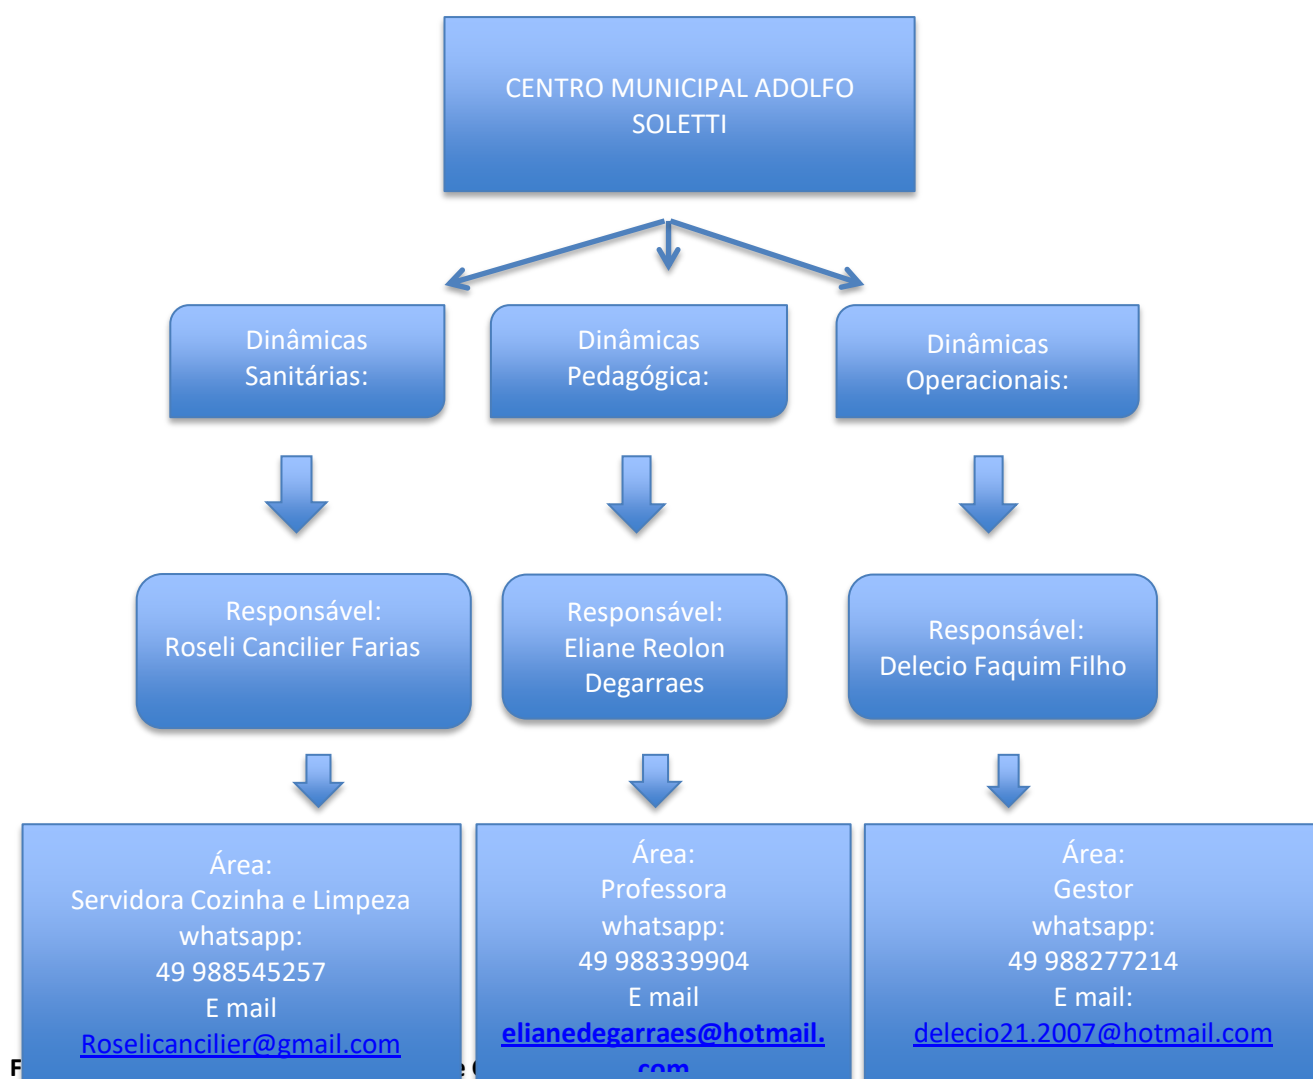 CENTRO MUNICIPAL ADOLFO
SOLETTI
Dinâmicas
Sanitárias:
Dinâmicas
Pedagógica:
Dinâmicas
Operacionais:
Responsável:
Roseli Cancilier Farias
Responsável:
Eliane Reolon
Degarraes
Responsável:
Delecio Faquim Filho
Área:
Servidora Cozinha e Limpeza
whatsapp:
49 988545257
E mail
Roselicancilier@gmail.com
Área:
Professora
whatsapp:
49 988339904
E mail
elianedegarraes@hotmail.
com
Área:
Gestor
whatsapp:
49 988277214
E mail:
delecio21.2007@hotmail.com